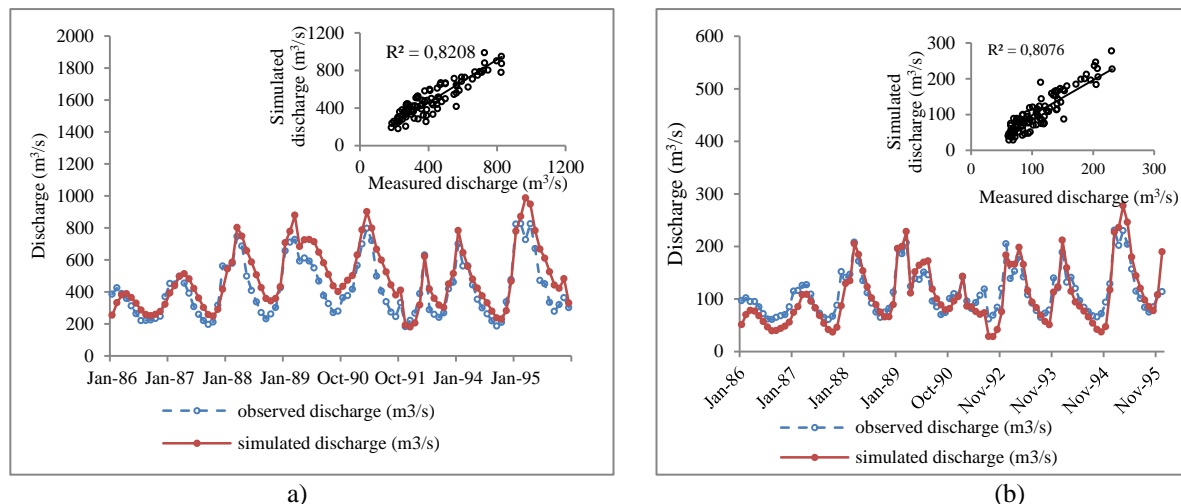 2000
1800
1600
1400
1200
1000
800
600
400
200
0
Discharge (m³/s)
Jan-86 Jan-87 Jan-88 Jan-89 Oct-90 Oct-91 Jan-94 Jan-95
1200
800
400
0
Simulated discharge (m³/s)
R² = 0,8208
0 400 800 1200
Measured discharge (m³/s)
observed discharge (m3/s)
simulated discharge (m3/s)
a)
600
500
400
300
200
100
0
Discharge (m³/s)
Jan-86 Jan-87 Jan-88 Jan-89 Oct-90 Nov-92 Nov-93 Nov-94 Nov-95
300
200
100
0
Simulated discharge (m³/s)
R² = 0,8076
0 100 200 300
Measured discharge (m³/s)
observed discharge (m3/s)
simulated discharge (m3/s)
(b)